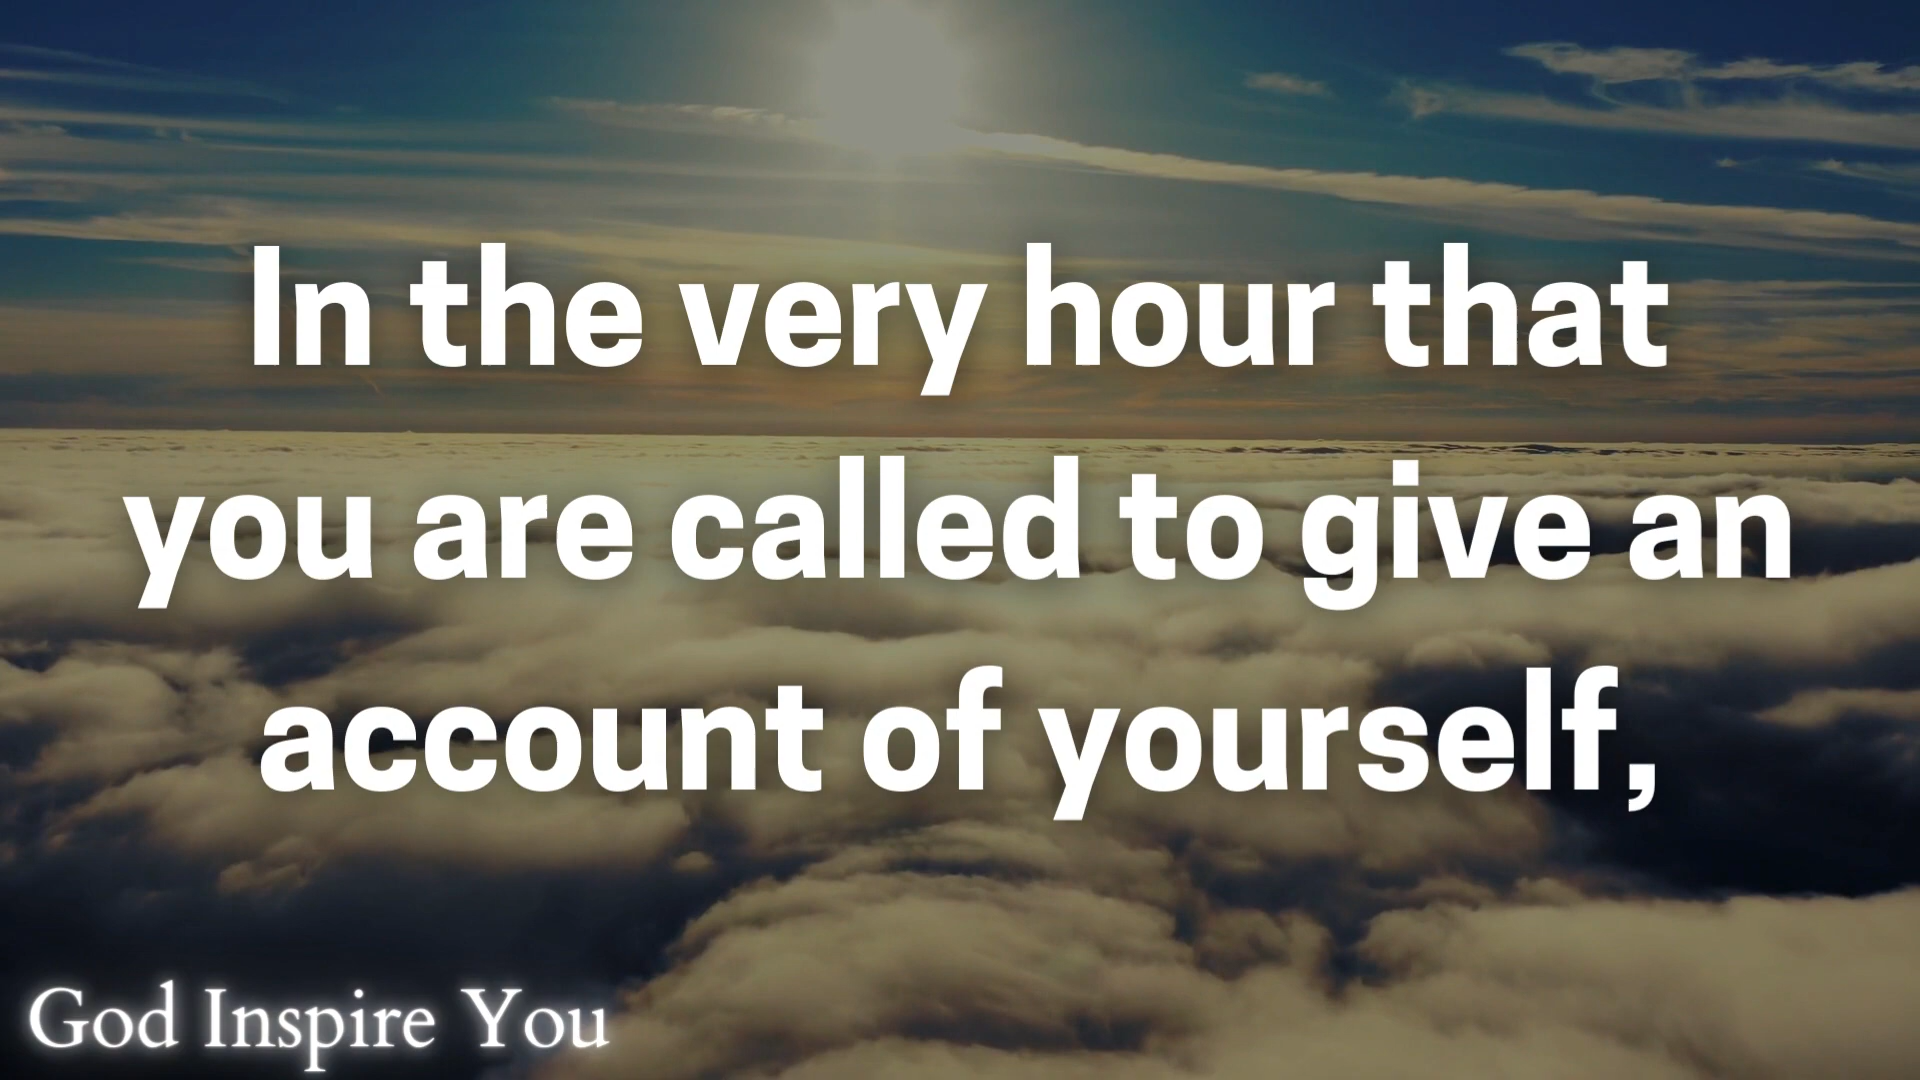 In the very hour that
you are called to give an
account of yourself,
God Inspire You